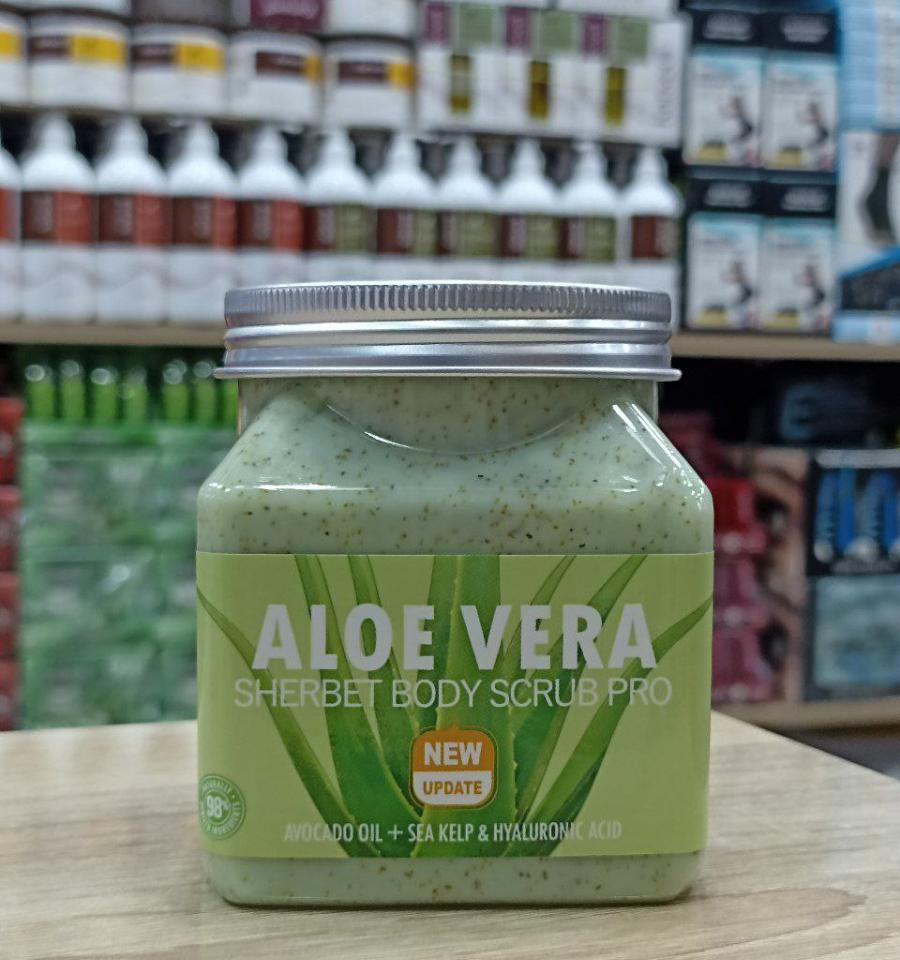 ALOE VERA
SHERBET BODY SCRUB PRO
NEW
UPDATE
98%
AVOCADO OIL + SEA KELP & HYALURONIC ACID